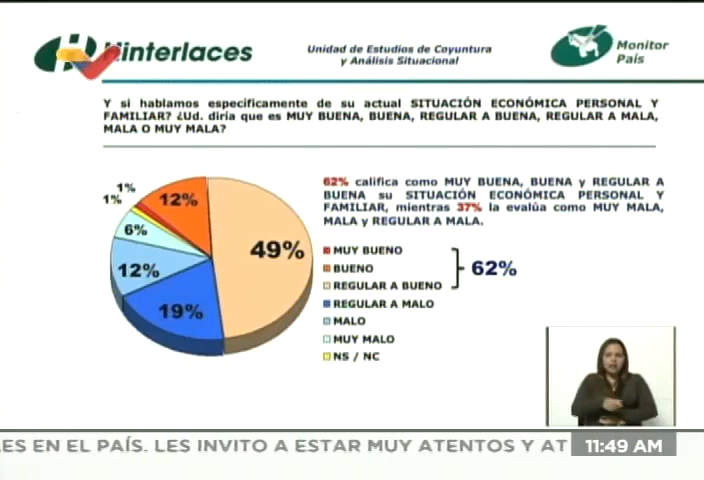 Hinterlaces
Unidad de Estudios de Coyuntura
y Análisis Situacional
Monitor
País
Y si hablamos específicamente de su actual SITUACIÓN ECONÓMICA PERSONAL Y
FAMILIAR? ¿Ud. diría que es MUY BUENA, BUENA, REGULAR A BUENA, REGULAR A MALA,
MALA O MUY MALA?
1%
1%
12%
6%
49%
12%
19%
62% califica como MUY BUENA, BUENA y REGULAR A
BUENA su SITUACIÓN ECONÓMICA PERSONAL Y
FAMILIAR, mientras 37% la evalúa como MUY MALA,
MALA y REGULAR A MALA.
MUY BUENO
BUENO
REGULAR A BUENO
62%
REGULAR A MALO
MALO
MUY MALO
NS / NC
ES EN EL PAÍS. LES INVITO A ESTAR MUY ATENTOS Y AT
11:49 AM